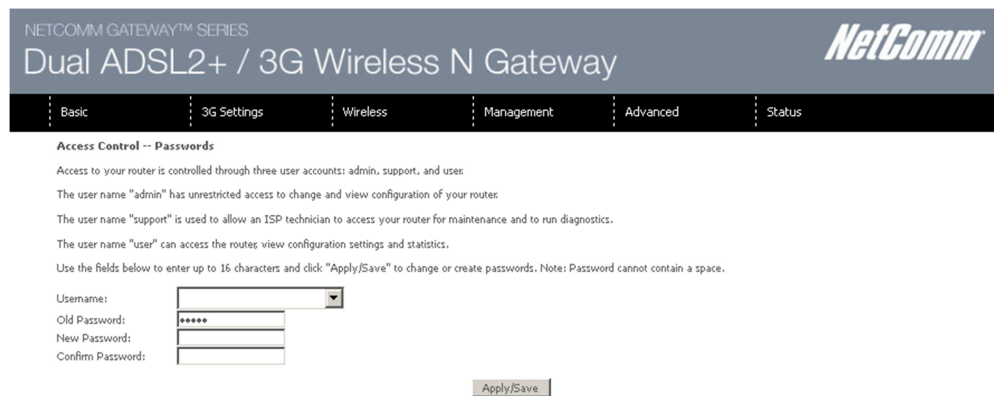 NETCOMM GATEWAY™ SERIES
Dual ADSL2+ / 3G Wireless N Gateway
NetComm
Basic 3G Settings Wireless Management Advanced Status
Access Control -- Passwords
Access to your router is controlled through three user accounts: admin, support, and user.
The user name "admin" has unrestricted access to change and view configuration of your router.
The user name "support" is used to allow an ISP technician to access your router for maintenance and to run diagnostics.
The user name "user" can access the router, view configuration settings and statistics.
Use the fields below to enter up to 16 characters and click "Apply/Save" to change or create passwords. Note: Password cannot contain a space.
Username:
Old Password: •••••
New Password:
Confirm Password:
Apply/Save